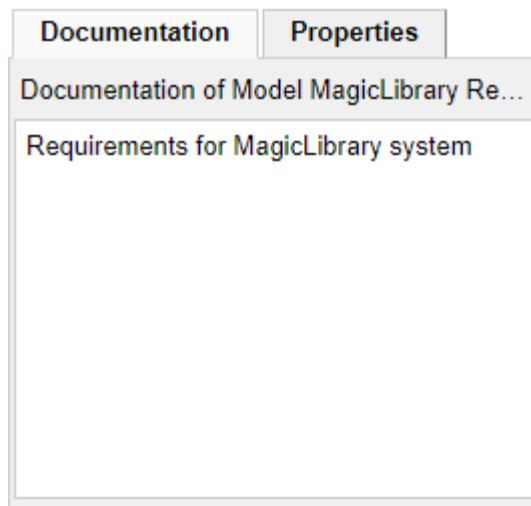 Documentation Properties
Documentation of Model MagicLibrary Re...
Requirements for MagicLibrary system